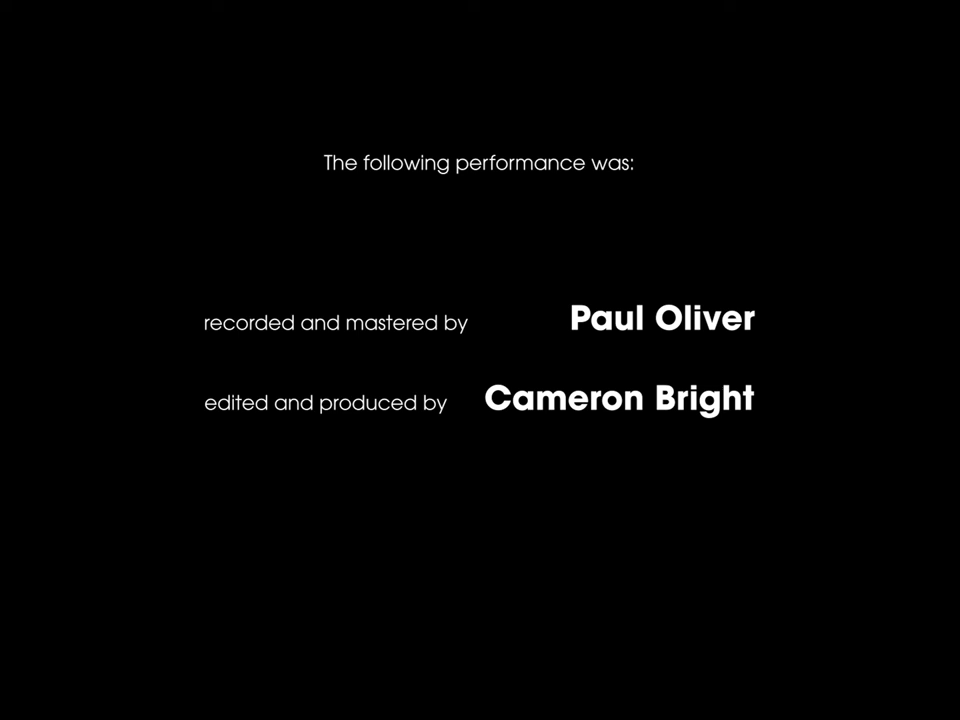 The following performance was:
recorded and mastered by Paul Oliver
edited and produced by Cameron Bright